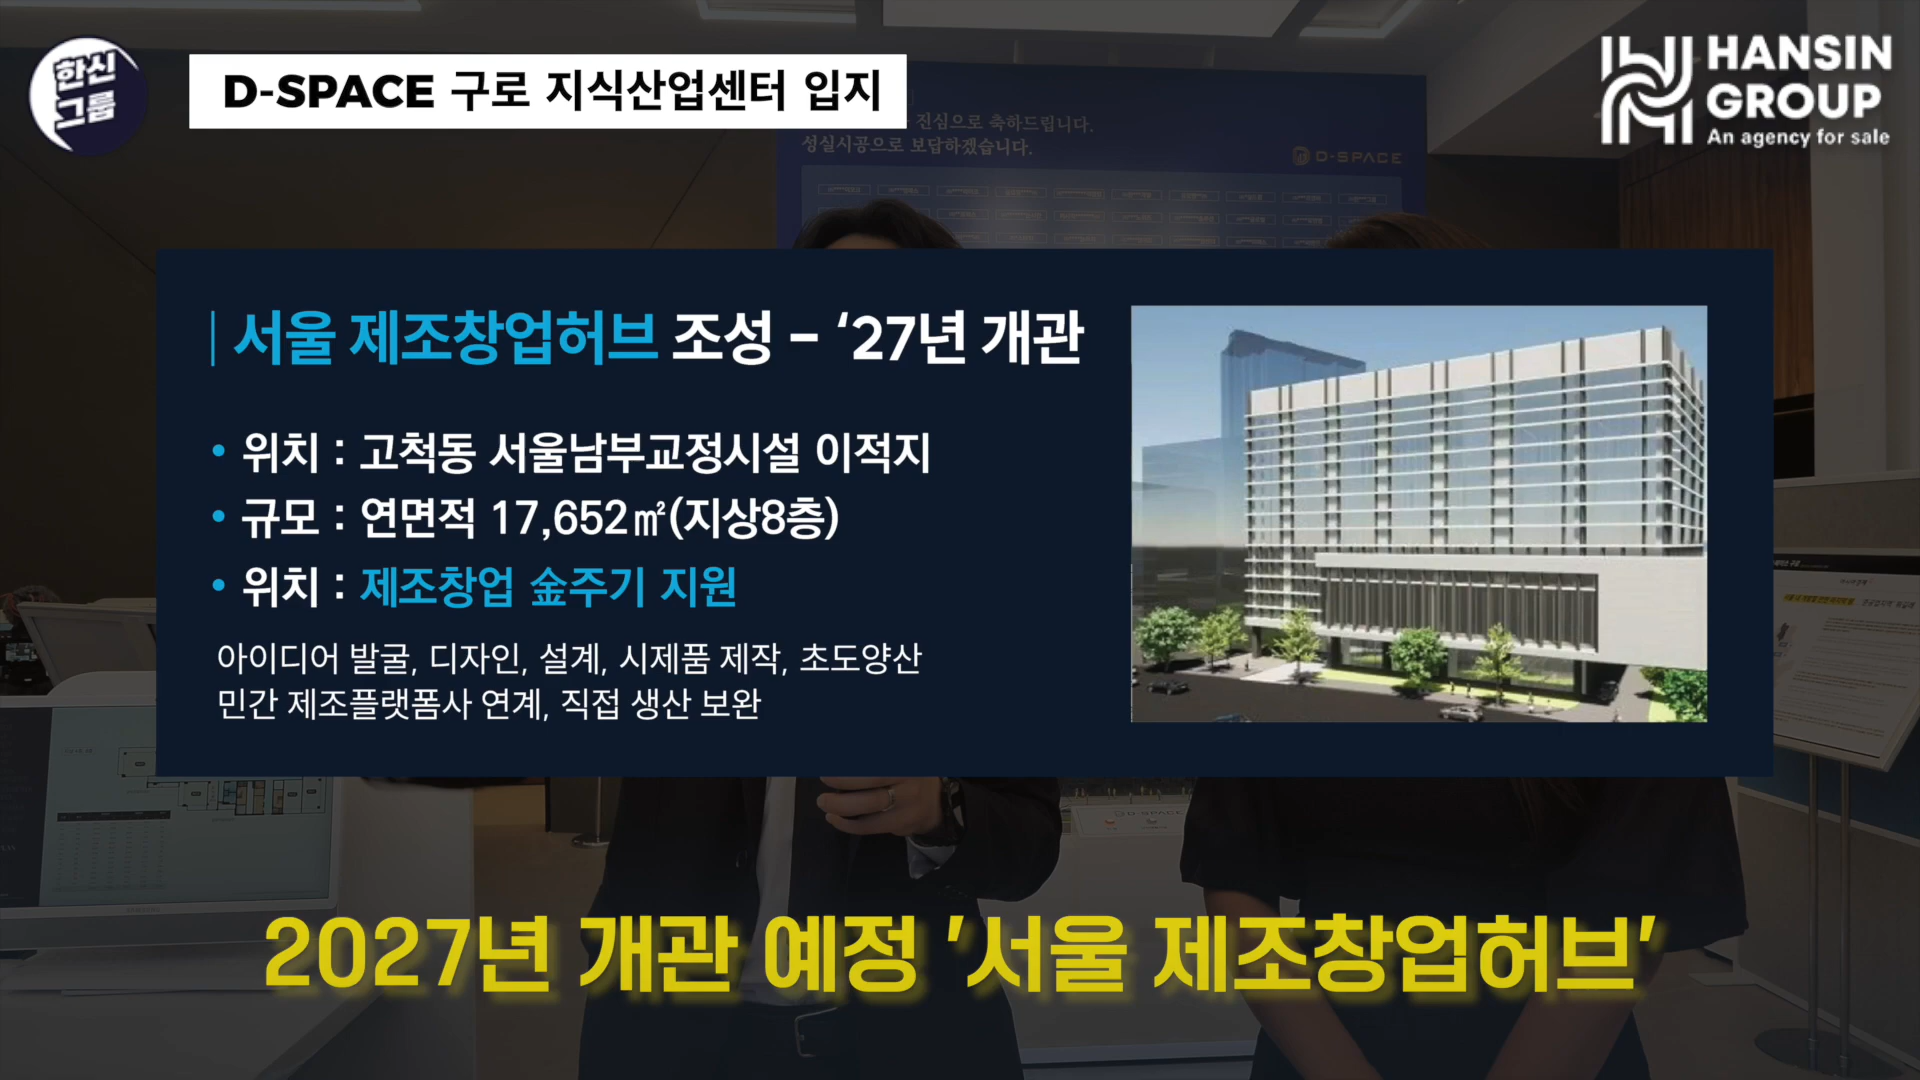 한신
그룹
D-SPACE 구로 지식산업센터 입지
HANSIN
GROUP
An agency for sale
진심으로 축하드립니다.
성실시공으로 보답하겠습니다.
D-SPACE
서울 제조창업허브 조성 – ‘27년 개관
• 위치 : 고척동 서울남부교정시설 이적지
• 규모 : 연면적 17,652㎡(지상8층)
• 위치 : 제조창업 金주기 지원
아이디어 발굴, 디자인, 설계, 시제품 제작, 초도양산
민간 제조플랫폼사 연계, 직접 생산 보완
D-SPACE
2027년 개관 예정 '서울 제조창업허브'